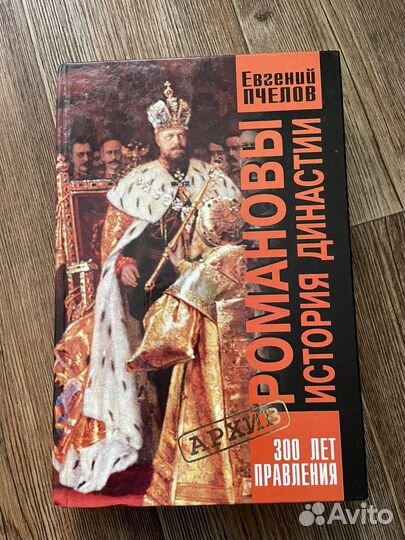 Евгений
ПЧЕЛОВ
РОМАНОВЫ
ИСТОРИЯ ДИНАСТИИ
АРХИВ
300 ЛЕТ
ПРАВЛЕНИЯ
Avito